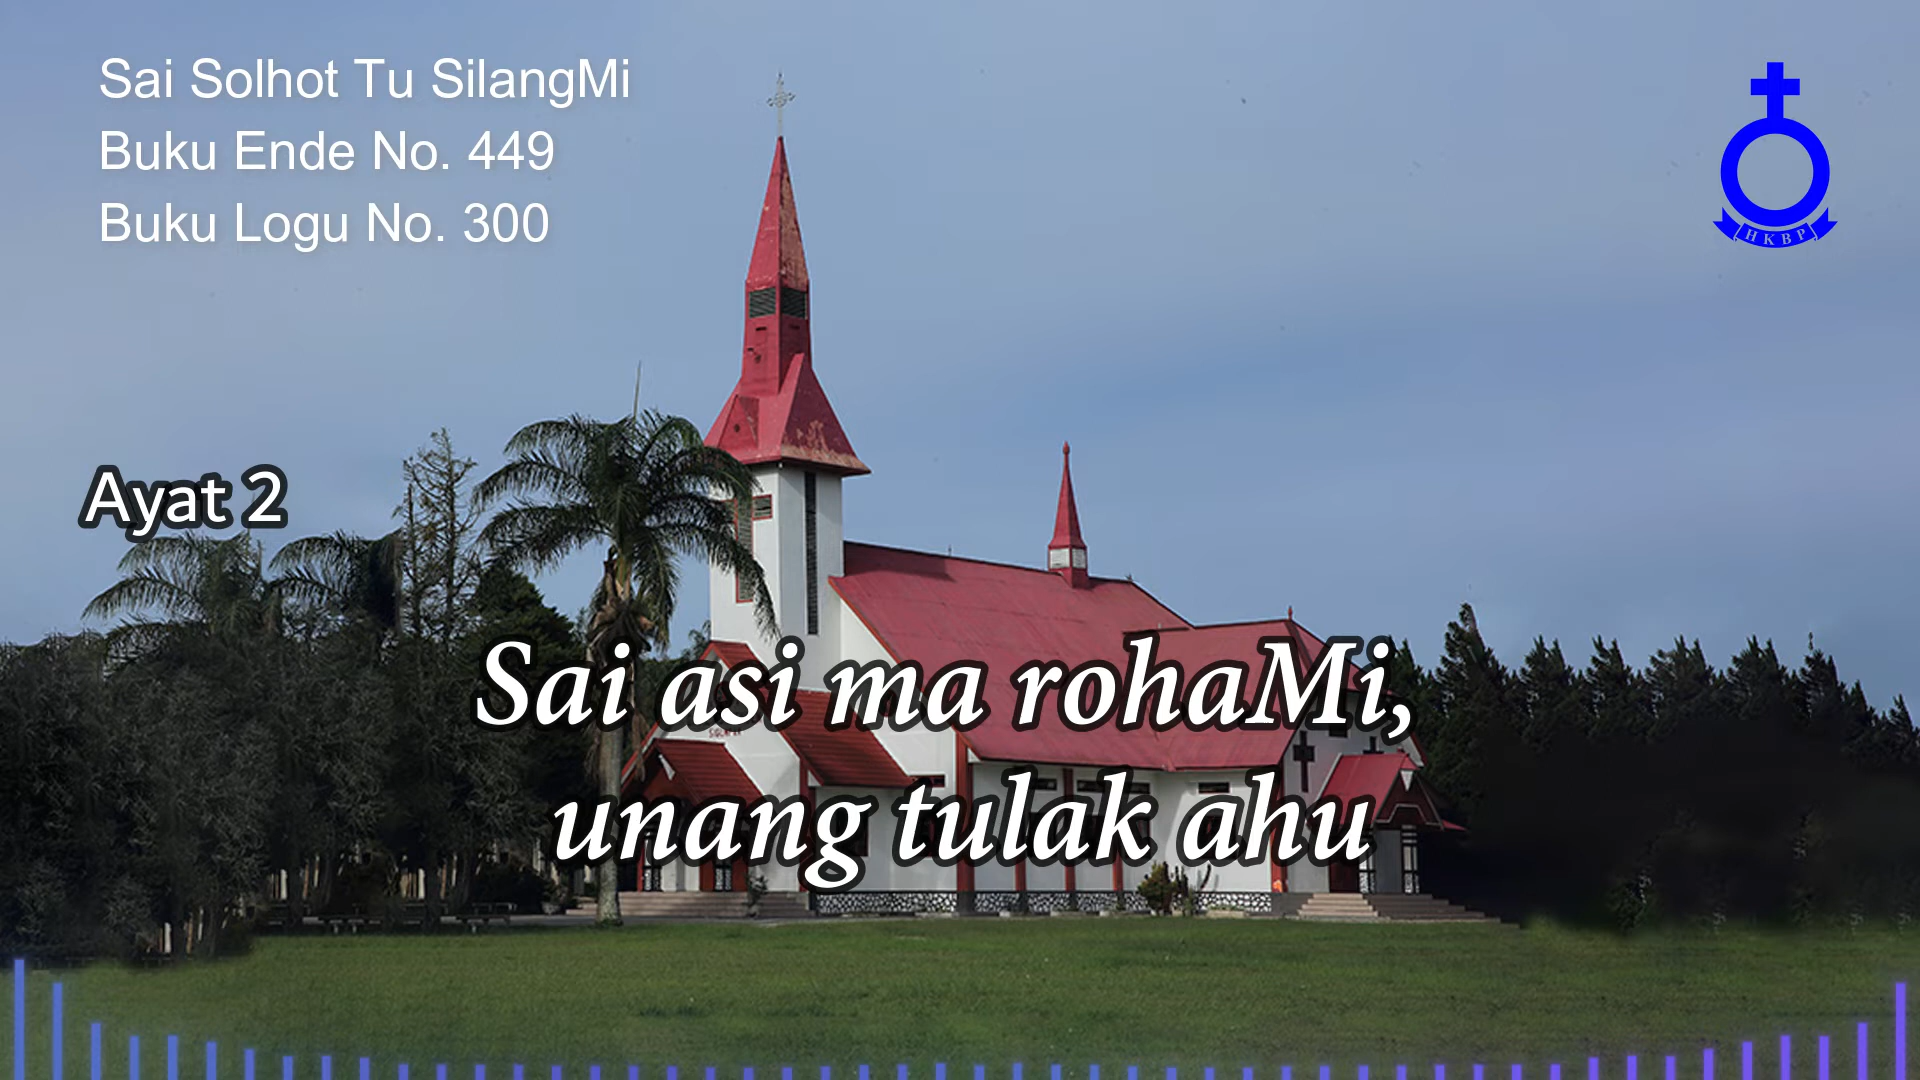 Sai Solhot Tu SilangMi
Buku Ende No. 449
Buku Logu No. 300
HKBP
Ayat 2
Sai asi ma rohaMi,
unang tulak ahu